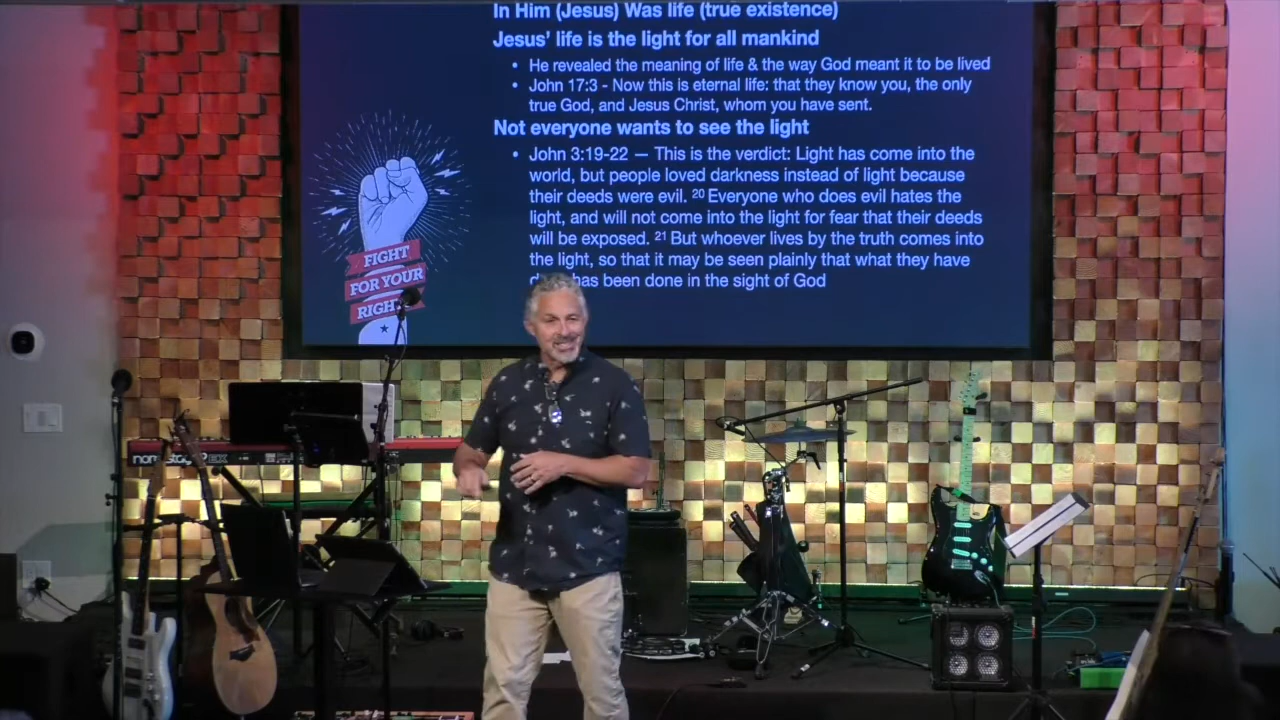 In Him (Jesus) Was life (true existence)
Jesus' life is the light for all mankind
• He revealed the meaning of life & the way God meant it to be lived
• John 17:3 - Now this is eternal life: that they know you, the only
true God, and Jesus Christ, whom you have sent.
Not everyone wants to see the light
• John 3:19-22 — This is the verdict: Light has come into the
world, but people loved darkness instead of light because
their deeds were evil. 20 Everyone who does evil hates the
light, and will not come into the light for fear that their deeds
will be exposed. 21 But whoever lives by the truth comes into
the light, so that it may be seen plainly that what they have
has been done in the sight of God
FIGHT
FOR YOUR
RIGHT